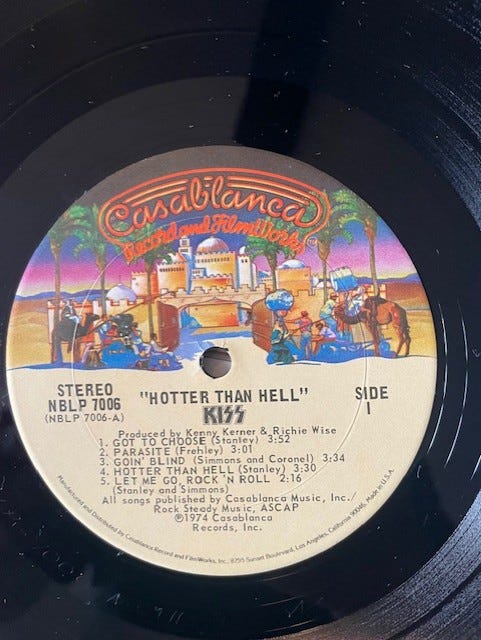 Casablanca
Record and FilmWorks
STEREO
NBLP 7006
(NBLP 7006-A)
"HOTTER THAN HELL"
KISS
SIDE
1
Produced by Kenny Kerner & Richie Wise
1. GOT TO CHOOSE (Stanley) 3:52
2. PARASITE (Frehley) 3:01
3. GOIN' BLIND (Simmons and Coronel) 3:34
4. HOTTER THAN HELL (Stanley) 3:30
5. LET ME GO, ROCK 'N ROLL 2:16
(Stanley and Simmons)
All songs published by Casablanca Music, Inc./
Rock Steady Music, ASCAP
℗1974 Casablanca
Records, Inc.
Manufactured and Distributed by Casablanca Record and FilmWorks, Inc., 8255 Sunset Boulevard, Los Angeles, California 90046. Made in U.S.A.